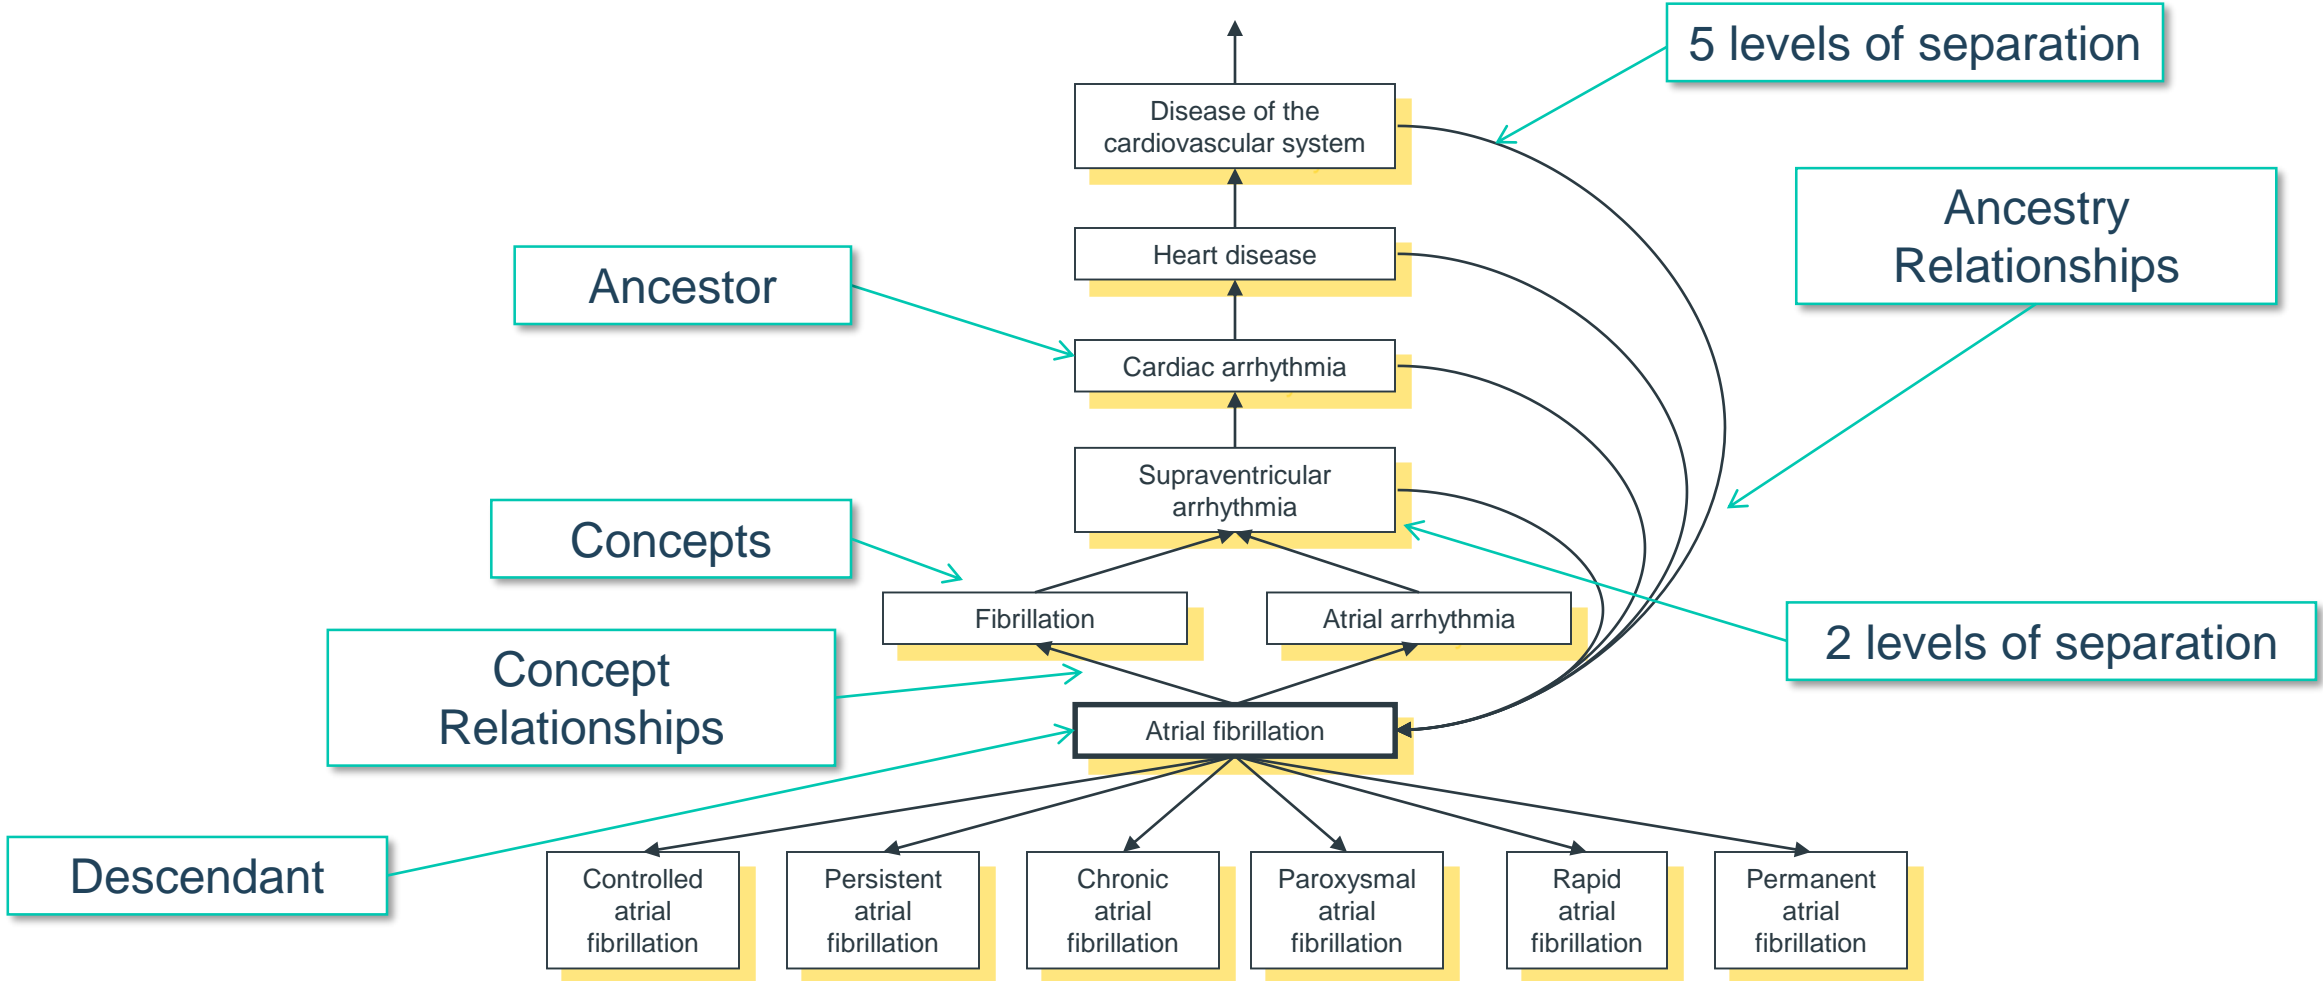 5 levels of separation
Disease of the
cardiovascular system
Ancestry
Relationships
Heart disease
Ancestor
Cardiac arrhythmia
Supraventricular
arrhythmia
Concepts
Fibrillation
Atrial arrhythmia
2 levels of separation
Concept
Relationships
Atrial fibrillation
Descendant
Controlled
atrial
fibrillation
Persistent
atrial
fibrillation
Chronic
atrial
fibrillation
Paroxysmal
atrial
fibrillation
Rapid
atrial
fibrillation
Permanent
atrial
fibrillation